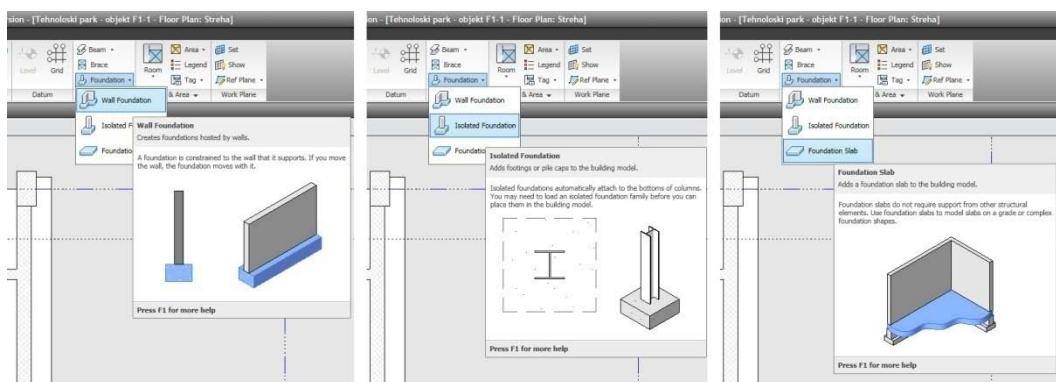 rsion - [Tehnoloski park - objekt F1-1 - Floor Plan: Streha]
Level
Grid
Beam
Brace
Foundation
Room
Area
Legend
Tag
Set
Show
Ref Plane
Datum
& Area
Work Plane
Wall Foundation
Isolated F
Foundatio
Wall Foundation
Creates foundations hosted by walls.
A foundation is constrained to the wall that it supports. If you move
the wall, the foundation moves with it.
Press F1 for more help
ion - [Tehnoloski park - objekt F1-1 - Floor Plan: Streha]
Level
Grid
Beam
Brace
Foundation
Room
Area
Legend
Tag
Set
Show
Ref Plane
Datum
& Area
Work Plane
Wall Foundation
Isolated Foundation
Foundatio
Isolated Foundation
Adds footings or pile caps to the building model.
Isolated foundations automatically attach to the bottoms of columns.
You may need to load an isolated foundation family before you can
place them in the building model.
Press F1 for more help
n - [Tehnoloski park - objekt F1-1 - Floor Plan: Streha]
Level
Grid
Beam
Brace
Foundation
Room
Area
Legend
Tag
Set
Show
Ref Plane
Datum
& Area
Work Plane
Wall Foundation
Isolated Foundation
Foundation Slab
Foundation Slab
Adds a foundation slab to the building model.
Foundation slabs do not require support from other structural
elements. Use foundation slabs to model slabs on a grade or complex
foundation shapes.
Press F1 for more help